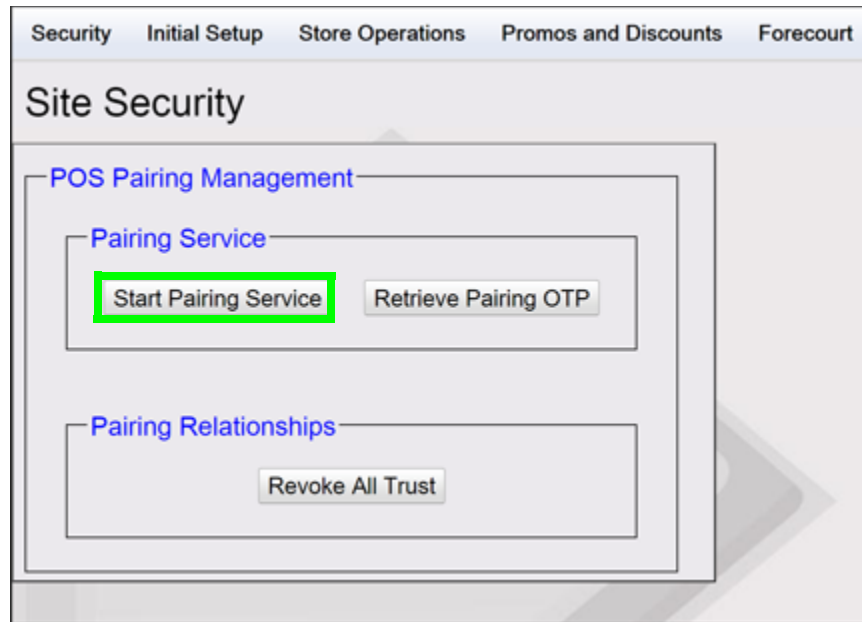 Security Initial Setup Store Operations Promos and Discounts Forecourt
Site Security
POS Pairing Management
Pairing Service
Start Pairing Service Retrieve Pairing OTP
Pairing Relationships
Revoke All Trust